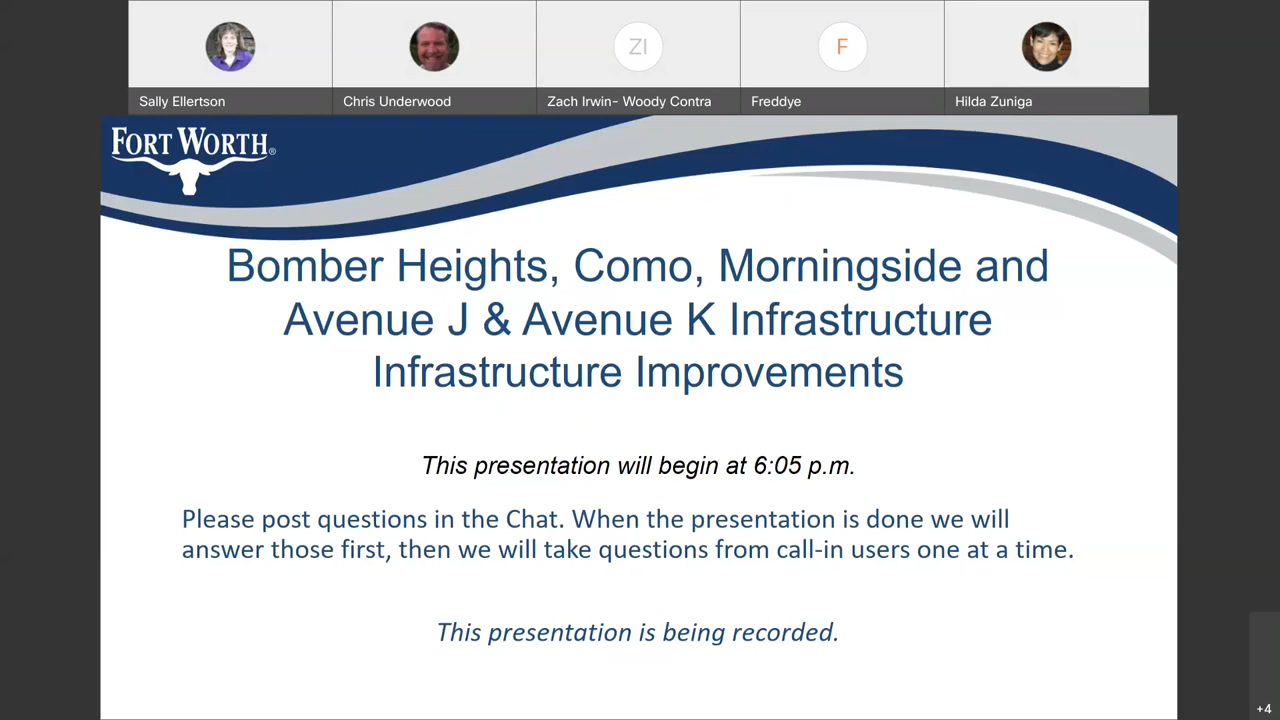 ZI
F
Sally Ellertson
Chris Underwood
Zach Irwin- Woody Contra
Freddye
Hilda Zuniga
FORT WORTH®
Bomber Heights, Como, Morningside and
Avenue J & Avenue K Infrastructure
Infrastructure Improvements
This presentation will begin at 6:05 p.m.
Please post questions in the Chat. When the presentation is done we will
answer those first, then we will take questions from call-in users one at a time.
This presentation is being recorded.
+4